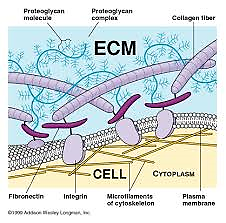 Proteoglycan Proteoglycan Collagen fiber
molecule complex
ECM
CELL CYTOPLASM
Fibronectin Integrin Microfilaments Plasma
of cytoskeleton membrane
©1999 Addison Wesley Longman, Inc.